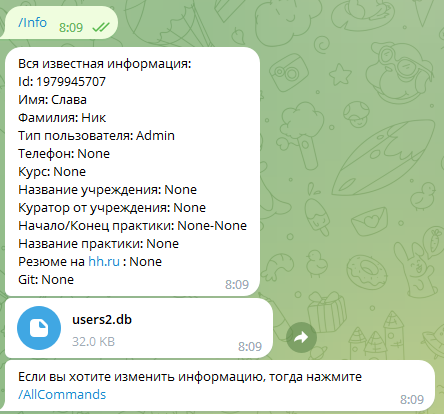 /Info
8:09
Вся известная информация:
Id: 1979945707
Имя: Слава
Фамилия: Ник
Тип пользователя: Admin
Телефон: None
Курс: None
Название учреждения: None
Куратор от учреждения: None
Начало/Конец практики: None-None
Название практики: None
Резюме на hh.ru : None
Git: None
8:09
users2.db
32.0 KB
8:09
Если вы хотите изменить информацию, тогда нажмите
/AllCommands
8:09